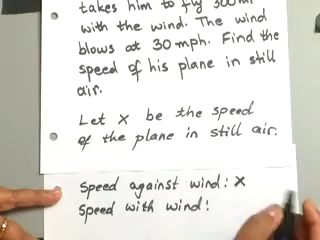 takes him to fly 300mi
with the wind. The wind
blows at 30 mph. Find the
speed of his plane in still
air.
Let x be the speed
of the plane in still air.
Speed against wind: x
Speed with wind: